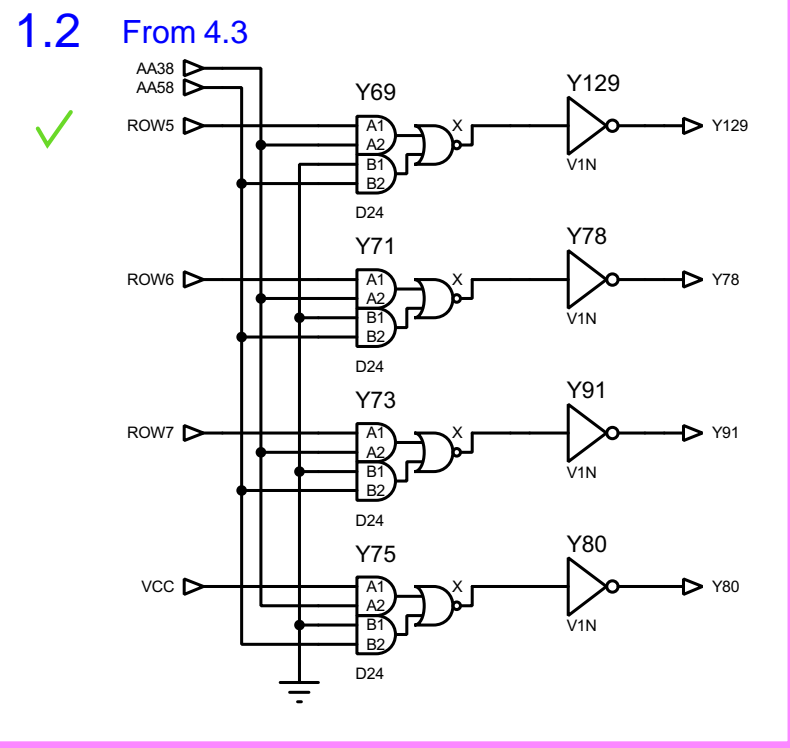 1.2 From 4.3
AA38
AA58
Y69
Y129
ROW5
A1
A2
B1
B2
X
Y129
V1N
D24
Y71
Y78
ROW6
A1
A2
B1
B2
X
Y78
V1N
D24
Y73
Y91
ROW7
A1
A2
B1
B2
X
Y91
V1N
D24
Y75
Y80
VCC
A1
A2
B1
B2
X
Y80
V1N
D24